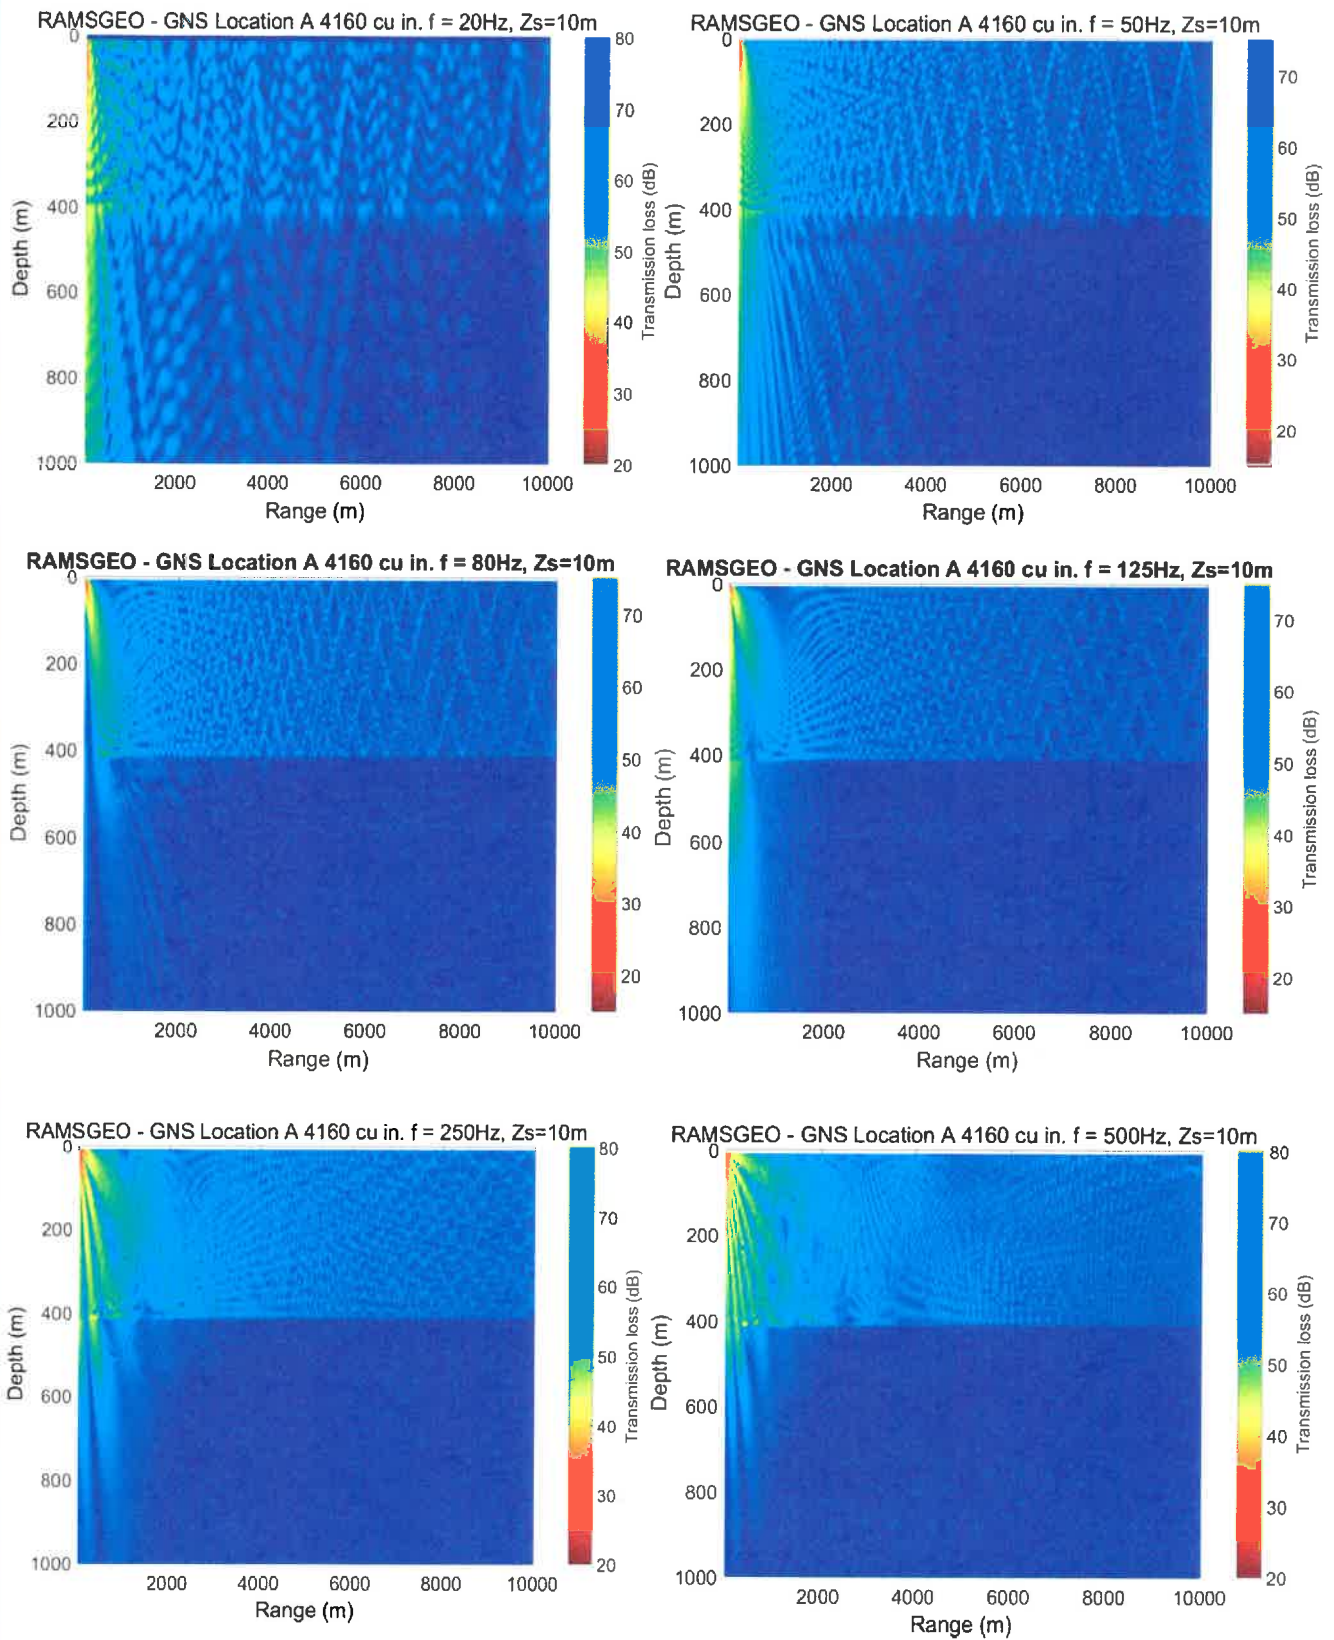 RAMSGEO - GNS Location A 4160 cu in. f = 20Hz, Zs=10m
0
200
400
600
800
1000
Depth (m)
2000 4000 6000 8000 10000
Range (m)
80
70
60
50
40
30
20
Transmission loss (dB)
RAMSGEO - GNS Location A 4160 cu in. f = 50Hz, Zs=10m
0
200
400
600
800
1000
Depth (m)
2000 4000 6000 8000 10000
Range (m)
70
60
50
40
30
20
Transmission loss (dB)
RAMSGEO - GNS Location A 4160 cu in. f = 80Hz, Zs=10m
0
200
400
600
800
1000
Depth (m)
2000 4000 6000 8000 10000
Range (m)
70
60
50
40
30
20
RAMSGEO - GNS Location A 4160 cu in. f = 125Hz, Zs=10m
0
200
400
600
800
1000
Depth (m)
2000 4000 6000 8000 10000
Range (m)
70
60
50
40
30
20
Transmission loss (dB)
RAMSGEO - GNS Location A 4160 cu in. f = 250Hz, Zs=10m
0
200
400
600
800
1000
Depth (m)
2000 4000 6000 8000 10000
Range (m)
80
70
60
50
40
30
20
Transmission loss (dB)
RAMSGEO - GNS Location A 4160 cu in. f = 500Hz, Zs=10m
0
200
400
600
800
1000
Depth (m)
2000 4000 6000 8000 10000
Range (m)
80
70
60
50
40
30
20
Transmission loss (dB)